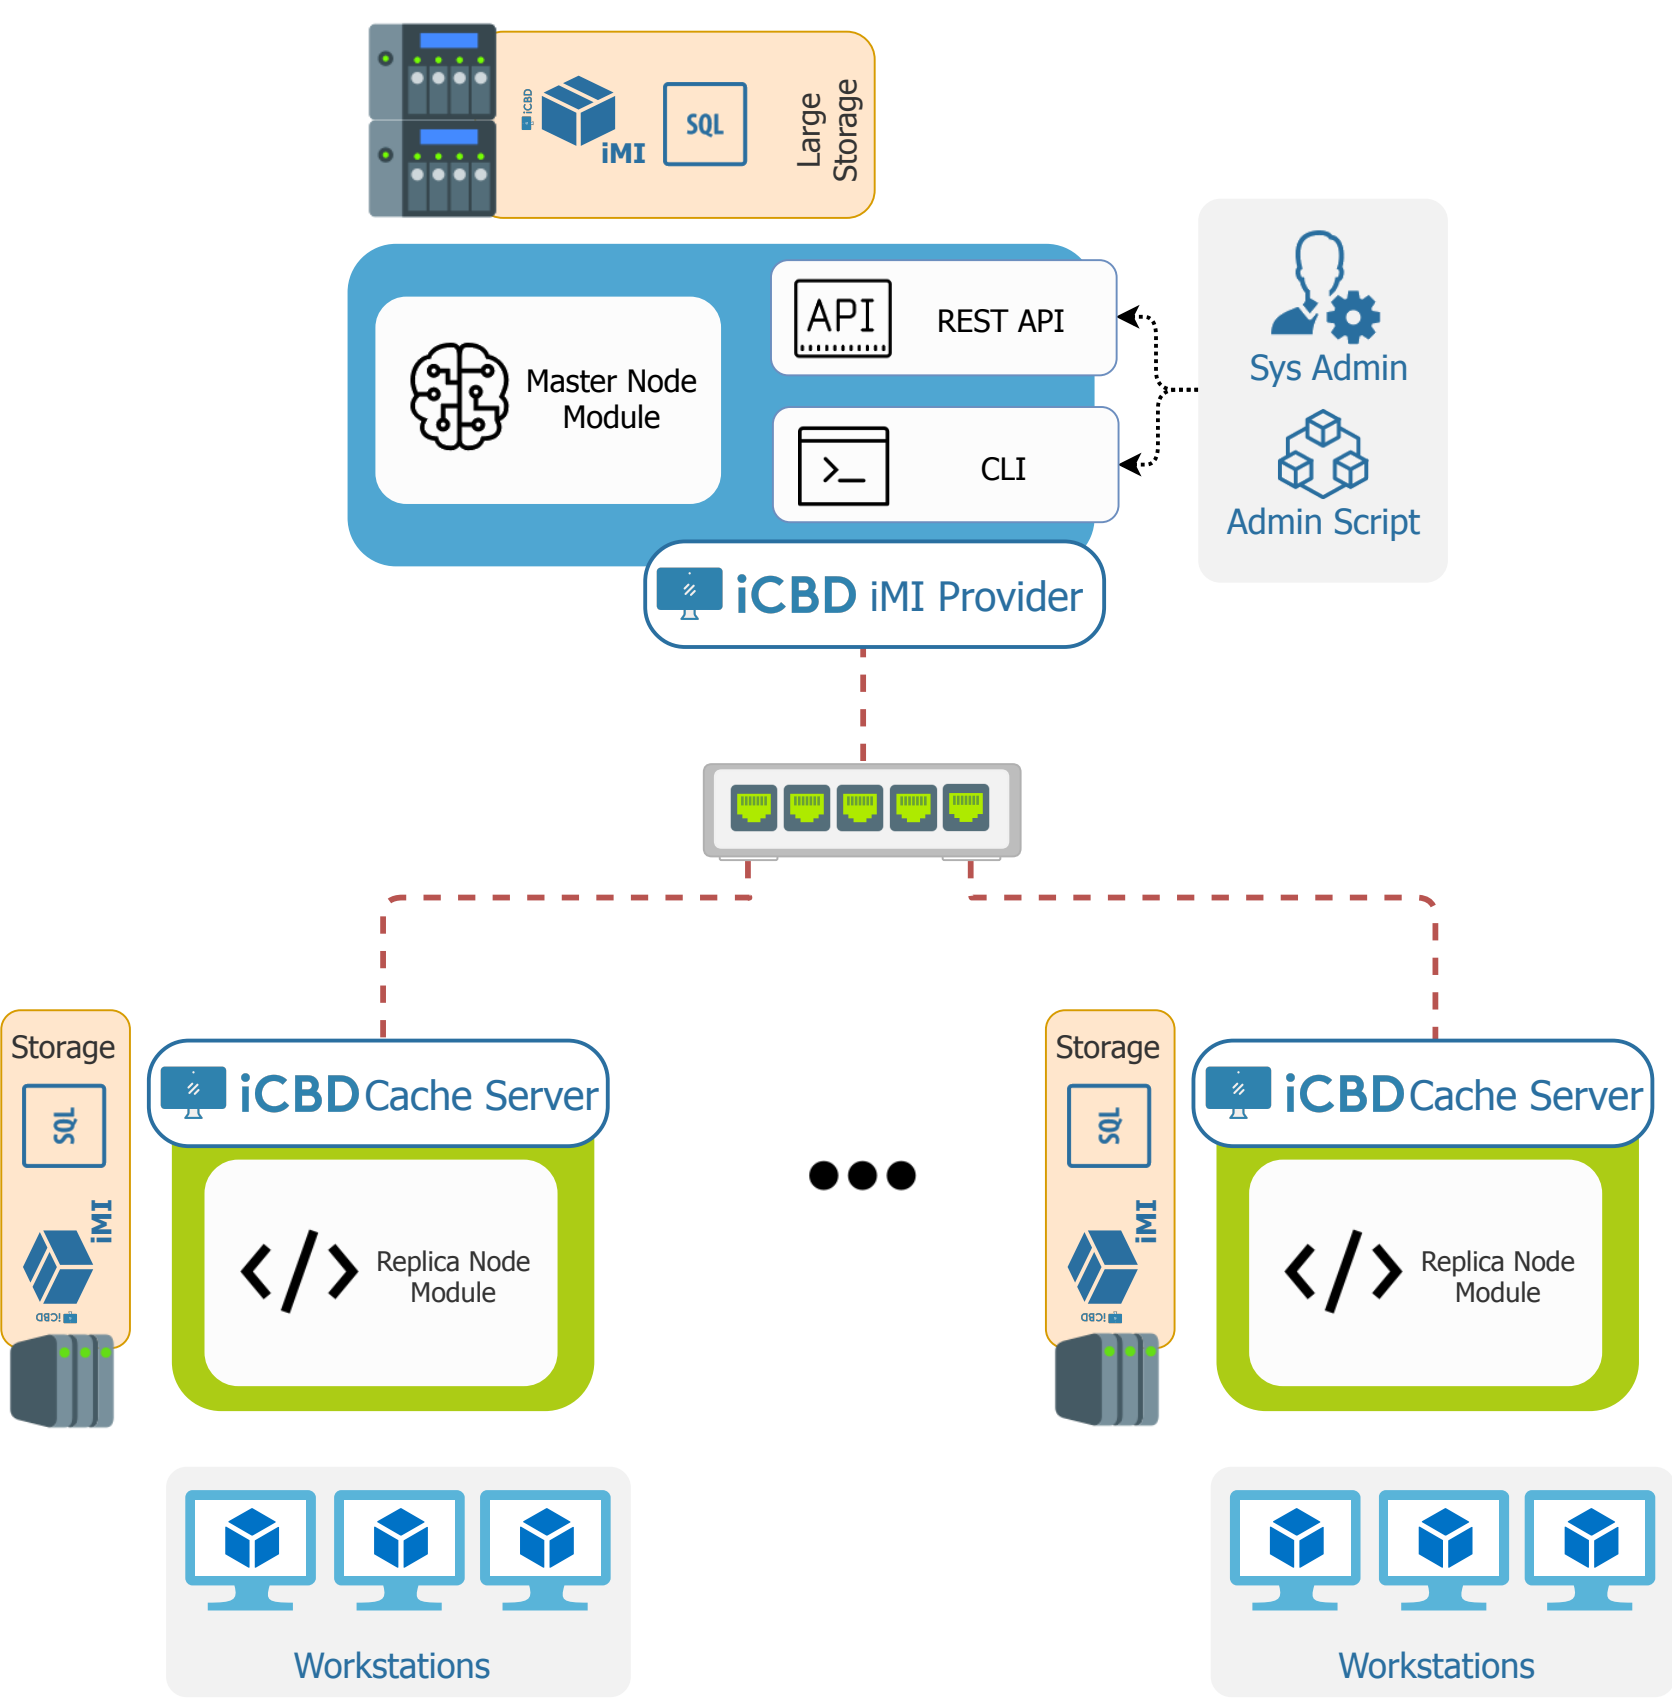 iCBD
iMI
SQL
Large
Storage
API
REST API
Master Node
Module
CLI
Sys Admin
Admin Script
iCBD iMI Provider
Storage
SQL
iMI
iCBD
iCBD Cache Server
Replica Node
Module
Workstations
Storage
SQL
iMI
iCBD
iCBD Cache Server
Replica Node
Module
Workstations